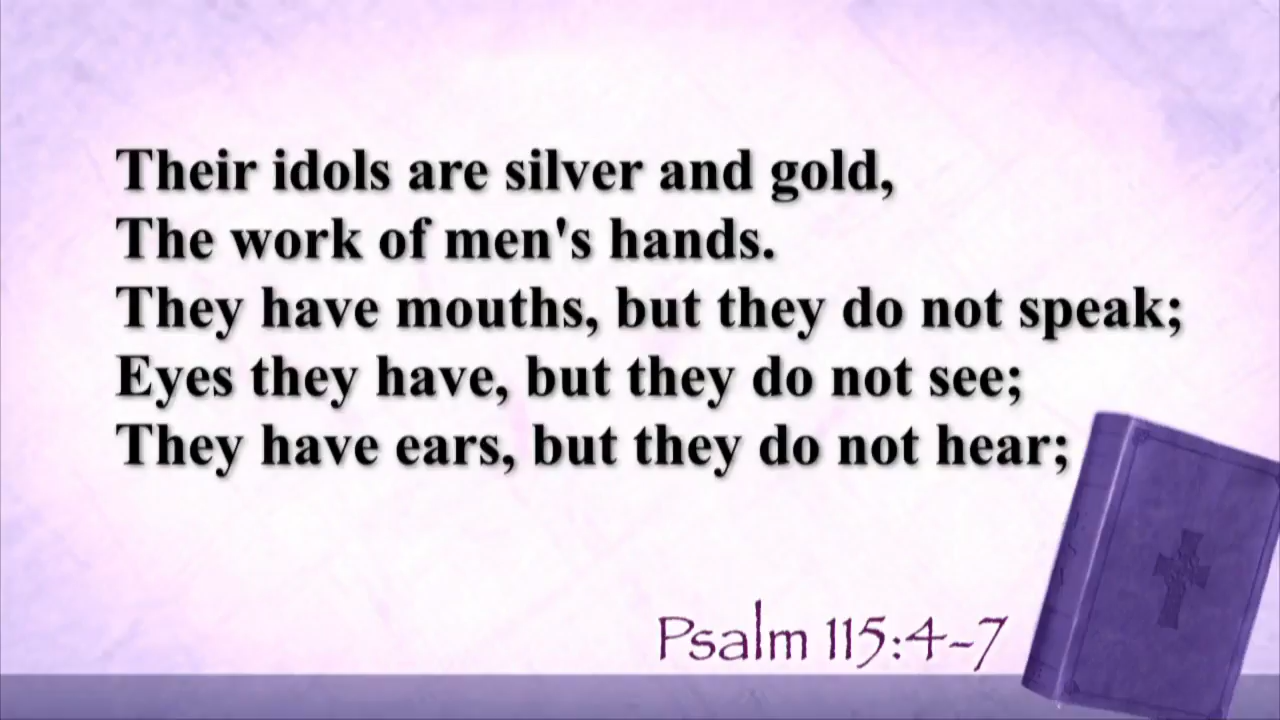 Their idols are silver and gold,
The work of men's hands.
They have mouths, but they do not speak;
Eyes they have, but they do not see;
They have ears, but they do not hear;
Psalm 115:4-7